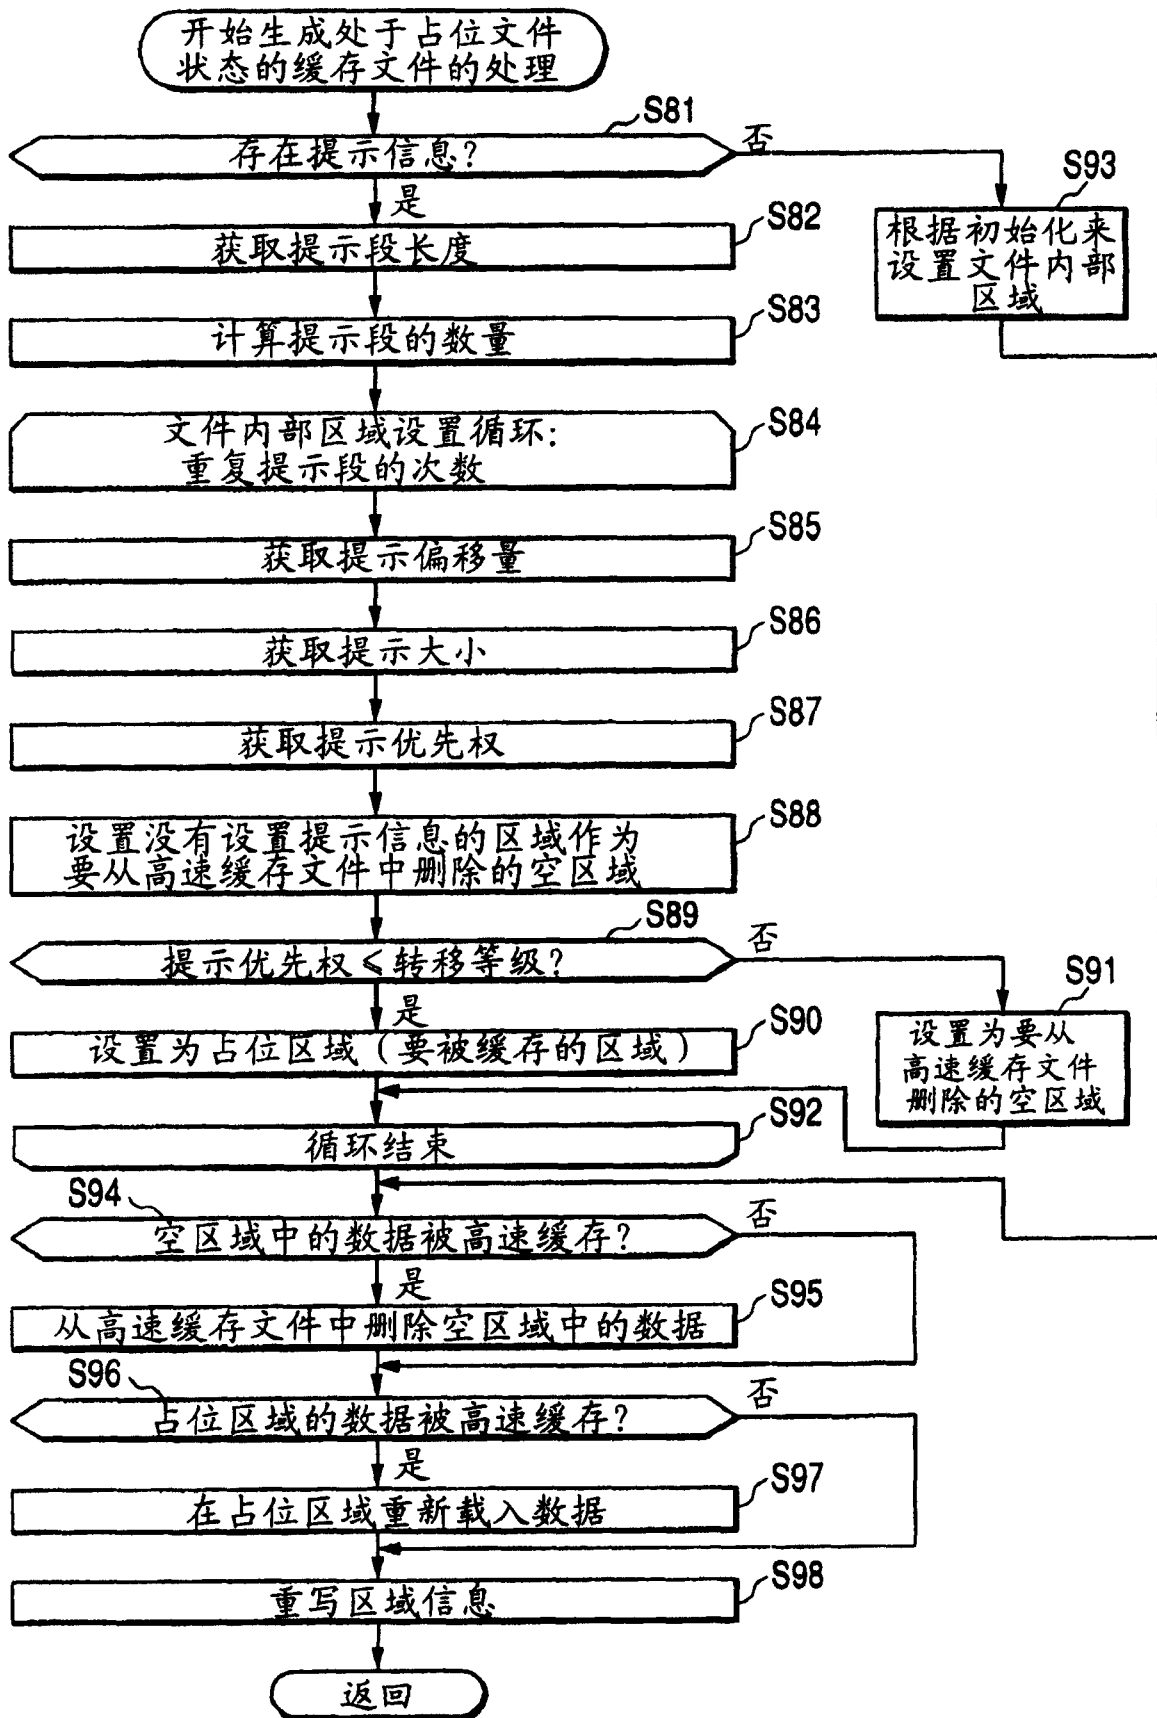 开始生成处于占位文件
状态的缓存文件的处理
S81
存在提示信息?
否
是
S93
根据初始化来
设置文件内部
区域
S82
获取提示段长度
S83
计算提示段的数量
S84
文件内部区域设置循环:
重复提示段的次数
S85
获取提示偏移量
S86
获取提示大小
S87
获取提示优先权
S88
设置没有设置提示信息的区域作为
要从高速缓存文件中删除的空区域
S89
提示优先权≤转移等级?
否
是
S91
设置为要从
高速缓存文件
删除的空区域
S90
设置为占位区域(要被缓存的区域)
S92
循环结束
S94
空区域中的数据被高速缓存?
否
是
S95
从高速缓存文件中删除空区域中的数据
S96
占位区域的数据被高速缓存?
否
是
S97
在占位区域重新载入数据
S98
重写区域信息
返回